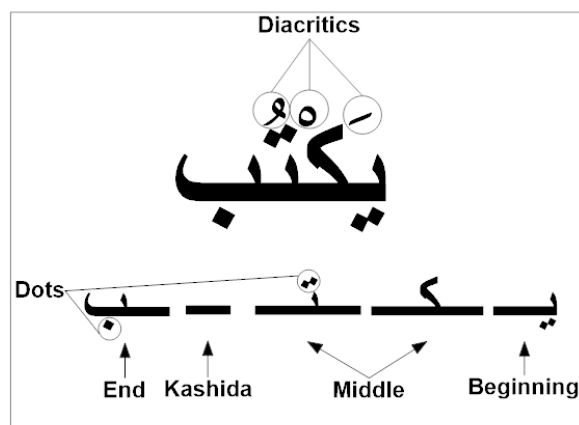 Diacritics
يَكْتُب
Dots
يـ ـكـ ـتـ ـ ـب
End Kashida Middle Beginning